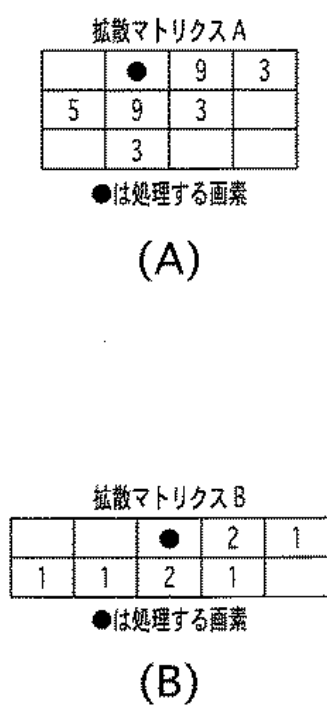 拡散マトリクスA
● 9 3
5 9 3
3
●は処理する画素
(A)
拡散マトリクスB
● 2 1
1 1 2 1
●は処理する画素
(B)